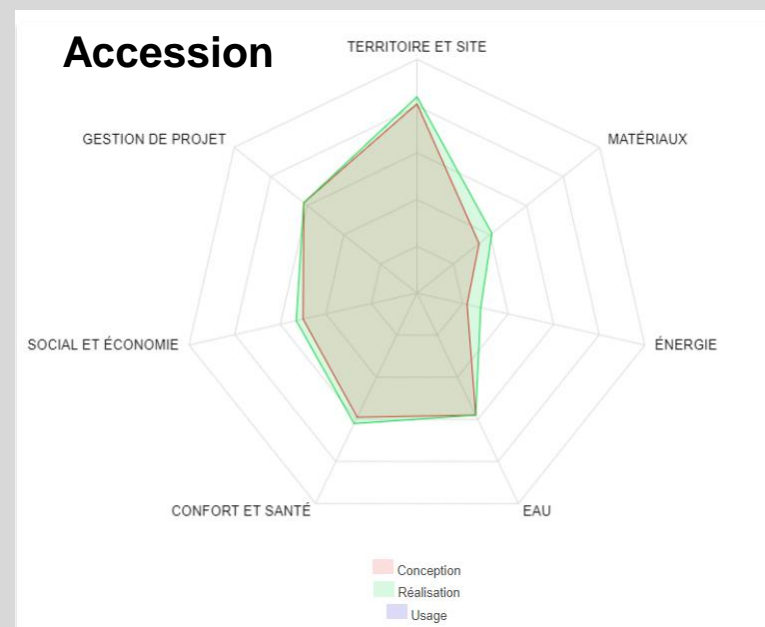 Accession
TERRITOIRE ET SITE
GESTION DE PROJET
MATÉRIAUX
SOCIAL ET ÉCONOMIE
ÉNERGIE
CONFORT ET SANTÉ
EAU
Conception
Réalisation
Usage